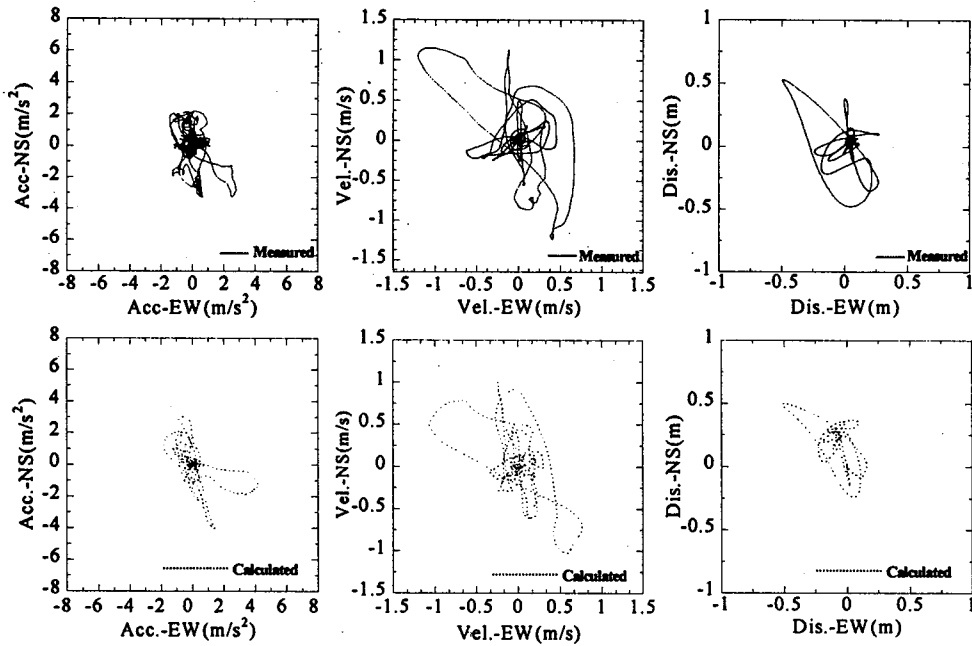 8
6
4
2
0
-2
-4
-6
-8
Acc-NS(m/s²)
Measured
-8 -6 -4 -2 0 2 4 6 8
Acc-EW(m/s²)
1.5
1
0.5
0
-0.5
-1
1.5
Vel.-NS(m/s)
Measured
-1.5 -1 -0.5 0 0.5 1 1.5
Vel.-EW(m/s)
1
0.5
0
-0.5
-1
Dis.-NS(m)
Measured
-1 -0.5 0 0.5 1
Dis.-EW(m)
8
6
4
2
0
-2
-4
-6
-8
Acc.-NS(m/s²)
Calculated
-8 -6 -4 -2 0 2 4 6 8
Acc.-EW(m/s²)
1.5
1
0.5
0
-0.5
-1
1.5
Vel.-NS(m/s)
Calculated
-1.5 -1 -0.5 0 0.5 1 1.5
Vel.-EW(m/s)
1
0.5
0
-0.5
-1
Dis.-NS(m)
Calculated
-1 -0.5 0 0.5 1
Dis.-EW(m)